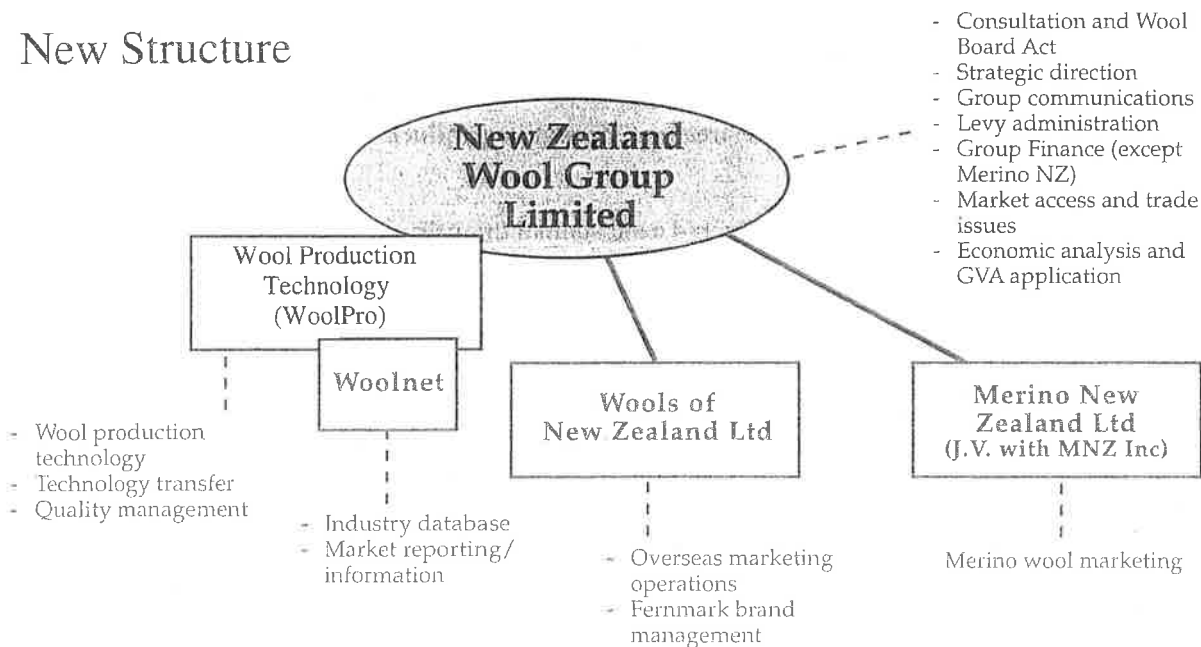 New Structure
- Consultation and Wool
Board Act
- Strategic direction
- Group communications
- Levy administration
- Group Finance (except
Merino NZ)
- Market access and trade
issues
- Economic analysis and
GVA application
New Zealand
Wool Group
Limited
Wool Production
Technology
(WoolPro)
Woolnet
Wools of
New Zealand Ltd
Merino New
Zealand Ltd
(J.V. with MNZ Inc)
- Wool production
technology
- Technology transfer
- Quality management
- Industry database
- Market reporting/
information
- Overseas marketing
operations
- Fernmark brand
management
Merino wool marketing